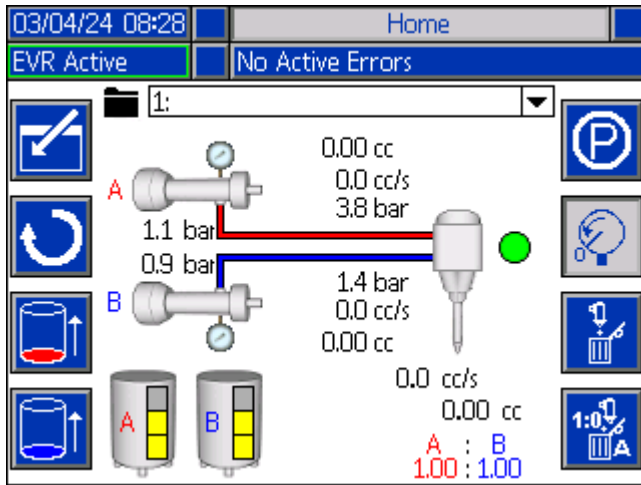 03/04/24 08:28
Home
EVR Active
No Active Errors
1:
P
0.00 cc
0.0 cc/s
3.8 bar
A
1.1 bar
0.9 bar
0
B
1.4 bar
0.0 cc/s
0.00 cc
0.0 cc/s
0.00 cc
A
B
A : B
1.00 : 1.00
1:0
A